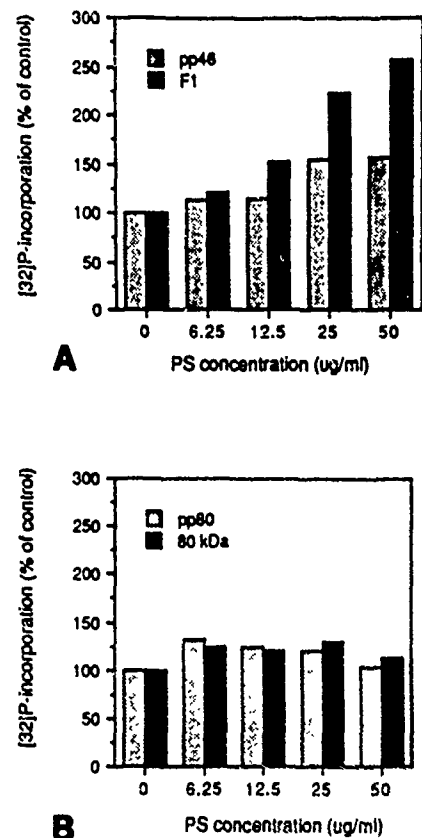 300
250
200
150
100
50
0
[32]P-incorporation (% of control)
pp46
F1
0 6.25 12.5 25 50
PS concentration (ug/ml)
A
300
250
200
150
100
50
0
[32]P-incorporation (% of control)
pp80
80 kDa
0 6.25 12.5 25 50
PS concentration (ug/ml)
B